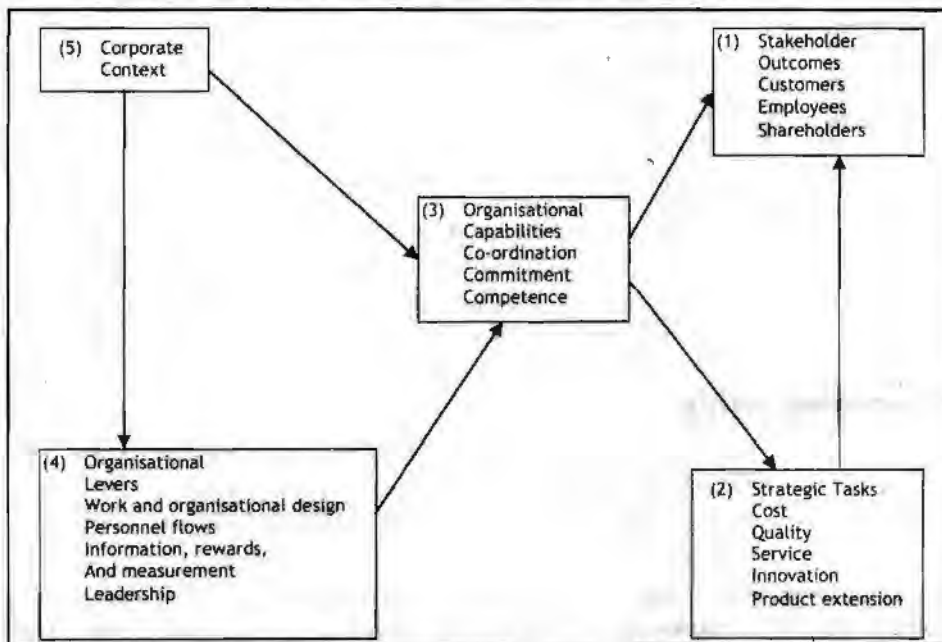 (5) Corporate
Context
(1) Stakeholder
Outcomes
Customers
Employees
Shareholders
(3) Organisational
Capabilities
Co-ordination
Commitment
Competence
(4) Organisational
Levers
Work and organisational design
Personnel flows
Information, rewards,
And measurement
Leadership
(2) Strategic Tasks
Cost
Quality
Service
Innovation
Product extension